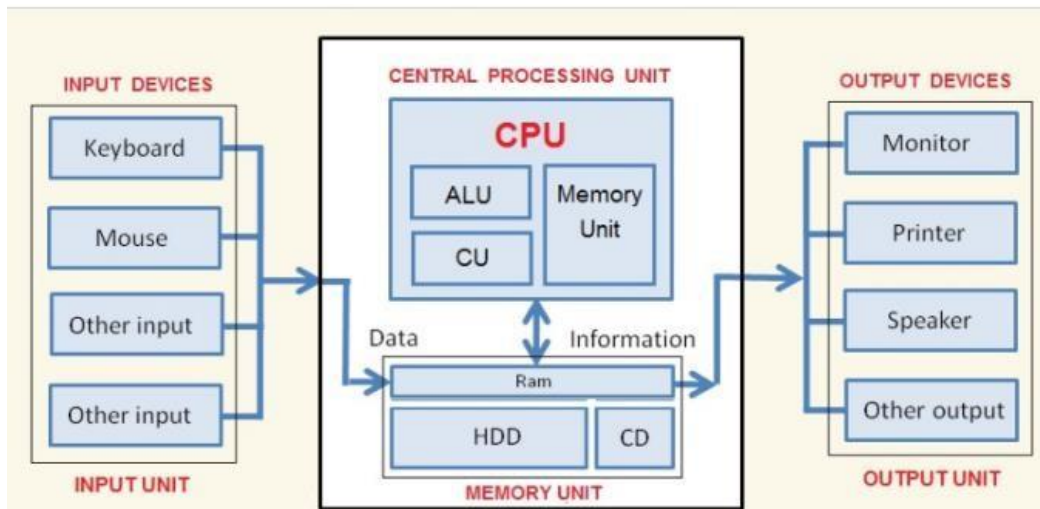 INPUT DEVICES
Keyboard
Mouse
Other input
Other input
INPUT UNIT
CENTRAL PROCESSING UNIT
CPU
ALU
CU
Memory
Unit
Data
Information
Ram
HDD
CD
MEMORY UNIT
OUTPUT DEVICES
Monitor
Printer
Speaker
Other output
OUTPUT UNIT